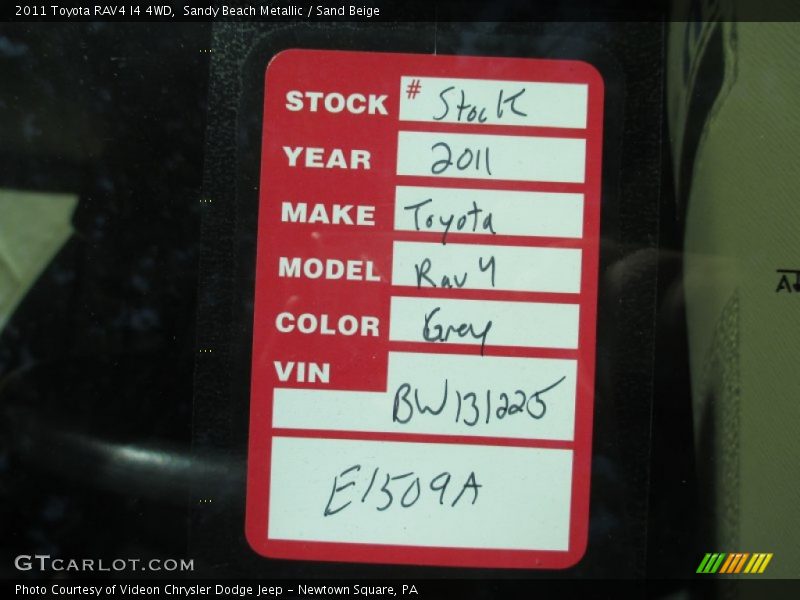 2011 Toyota RAV4 I4 4WD,  Sandy Beach Metallic / Sand Beige
STOCK # Stock
YEAR 2011
MAKE Toyota
MODEL Rav 4
COLOR Grey
VIN BW131225
E1509A
GTCARLOT.COM
Photo Courtesy of Videon Chrysler Dodge Jeep - Newtown Square, PA